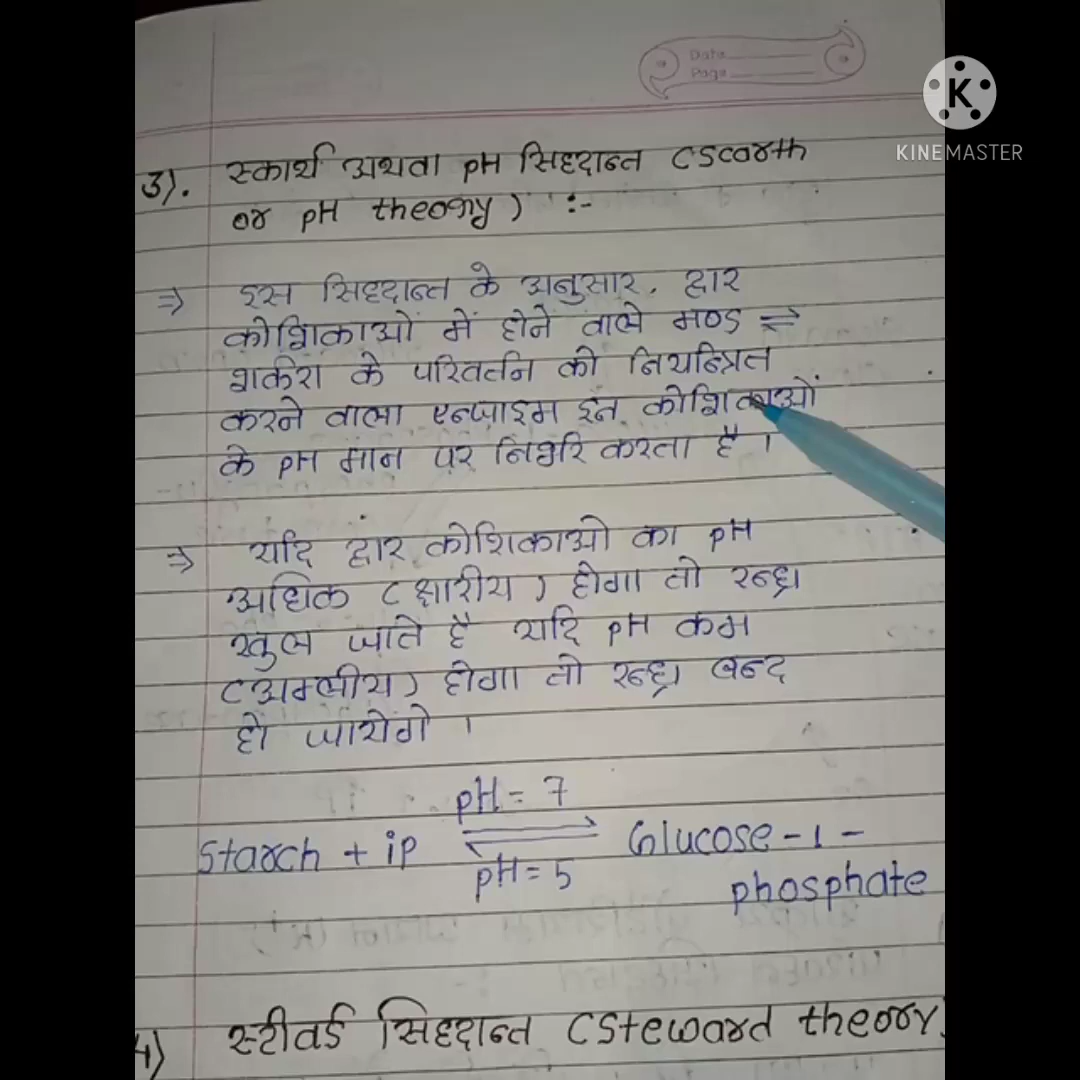 Date
Page
K
KINEMASTER
3). स्कार्थ अथवा pH सिद्दान्त (Scarth
or pH theory) :-
⇒ इस सिद्दान्त के अनुसार, द्वार
कोशिकाओं में होने वाले मण्ड ⇌
शर्करा के परिवर्तन को नियन्त्रित
करने वाला एन्जाइम इन कोशिकाओं
के pH मान पर निर्भर करता है ।
⇒ यदि द्वार कोशिकाओ का pH
अधिक (क्षारीय) होगा तो रन्ध्र
खुल जाते है यदि pH कम
(अम्लीय) होगा तो रन्ध्र बन्द
हो जायेगे ।
pH = 7
Starch + ip ⇌ Glucose-1-
pH = 5
phosphate
4) स्टीवर्ड सिद्दान्त (Steward theory)